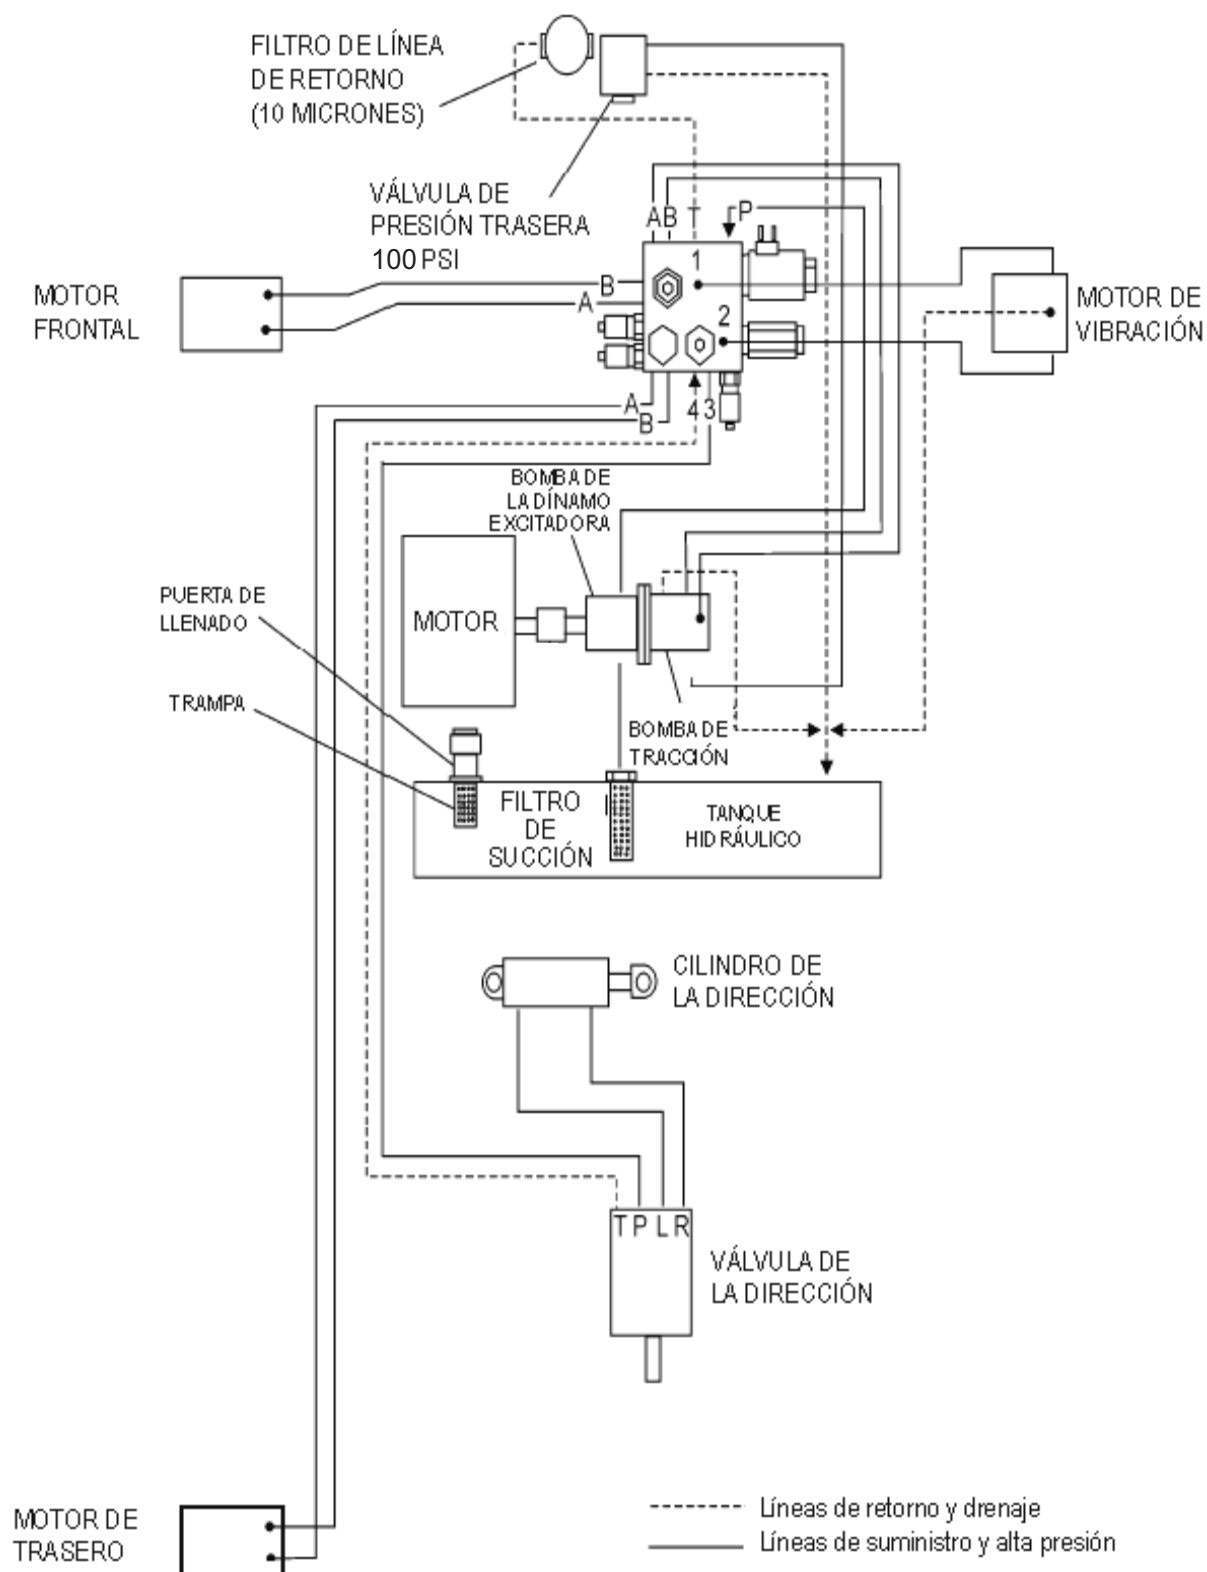 FILTRO DE LÍNEA
DE RETORNO
(10 MICRONES)
VÁLVULA DE
PRESIÓN TRASERA
100 PSI
A B T P
1
B
A
2
MOTOR
FRONTAL
MOTOR DE
VIBRACIÓN
A
B
4 3
BOMBA DE
LA DÍNAMO
EXCITADORA
PUERTA DE
LLENADO
MOTOR
TRAMPA
BOMBA DE
TRACCIÓN
FILTRO
DE
SUCCIÓN
TANQUE
HIDRÁULICO
CILINDRO DE
LA DIRECCIÓN
T P L R
VÁLVULA DE
LA DIRECCIÓN
MOTOR DE
TRASERO
Líneas de retorno y drenaje
Líneas de suministro y alta presión